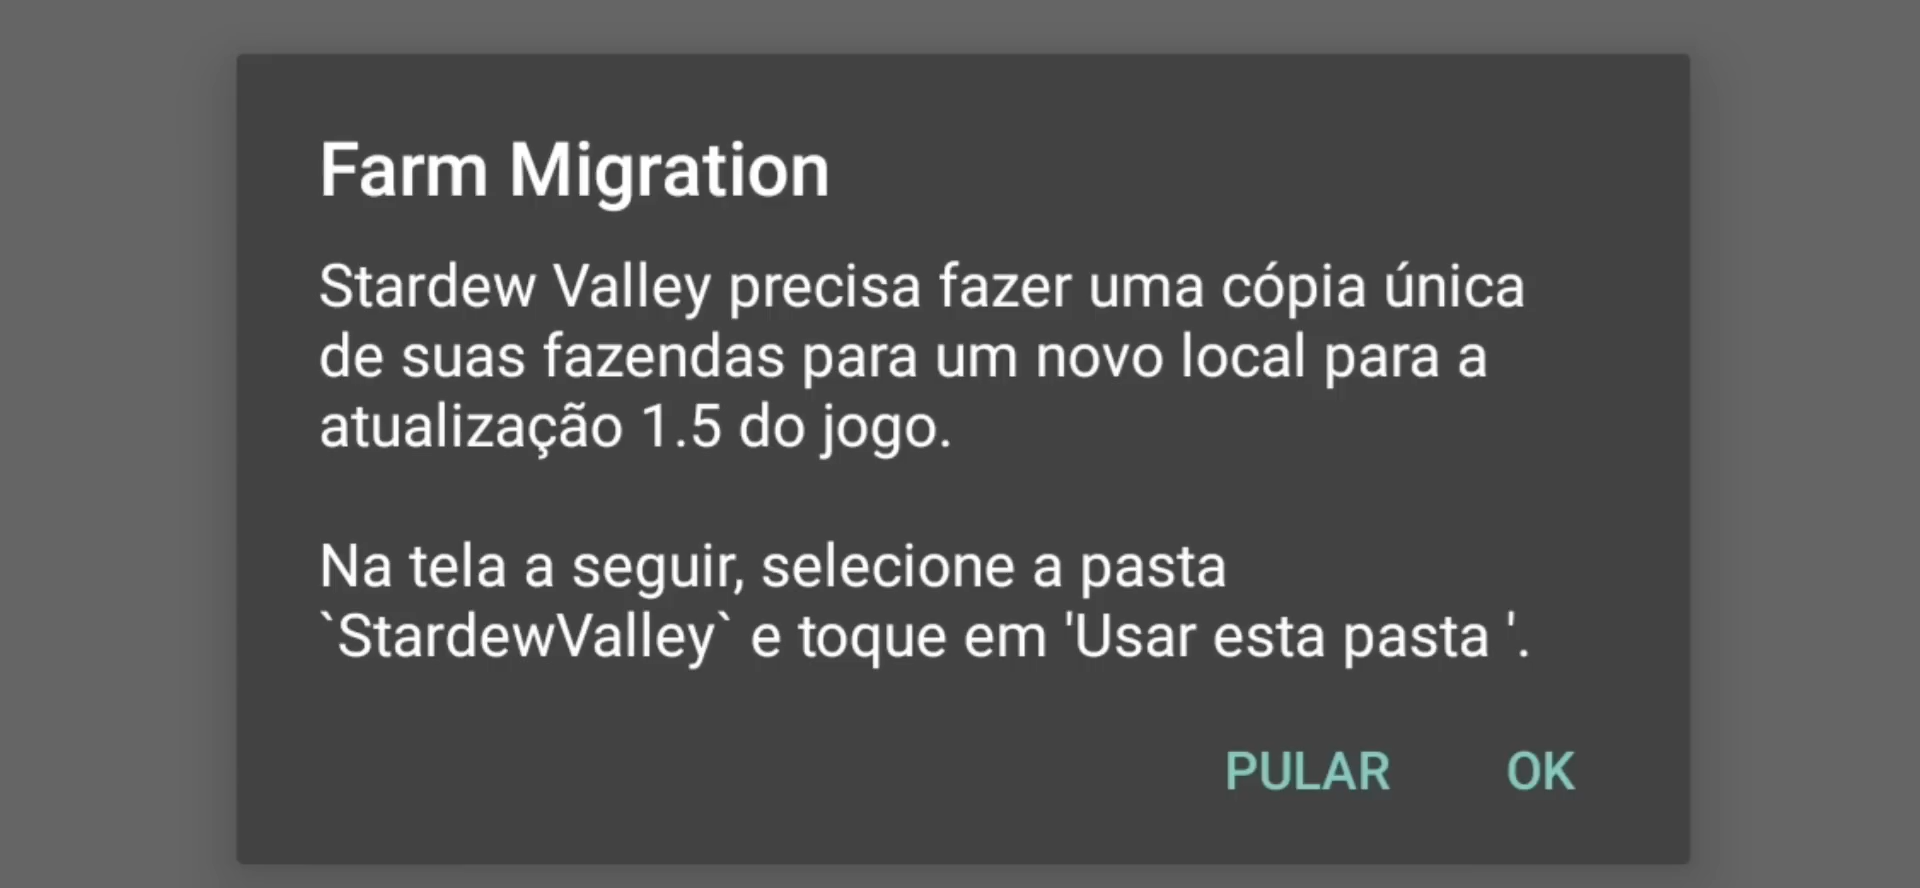 Farm Migration
Stardew Valley precisa fazer uma cópia única
de suas fazendas para um novo local para a
atualização 1.5 do jogo.
Na tela a seguir, selecione a pasta
`StardewValley` e toque em 'Usar esta pasta '.
PULAR OK